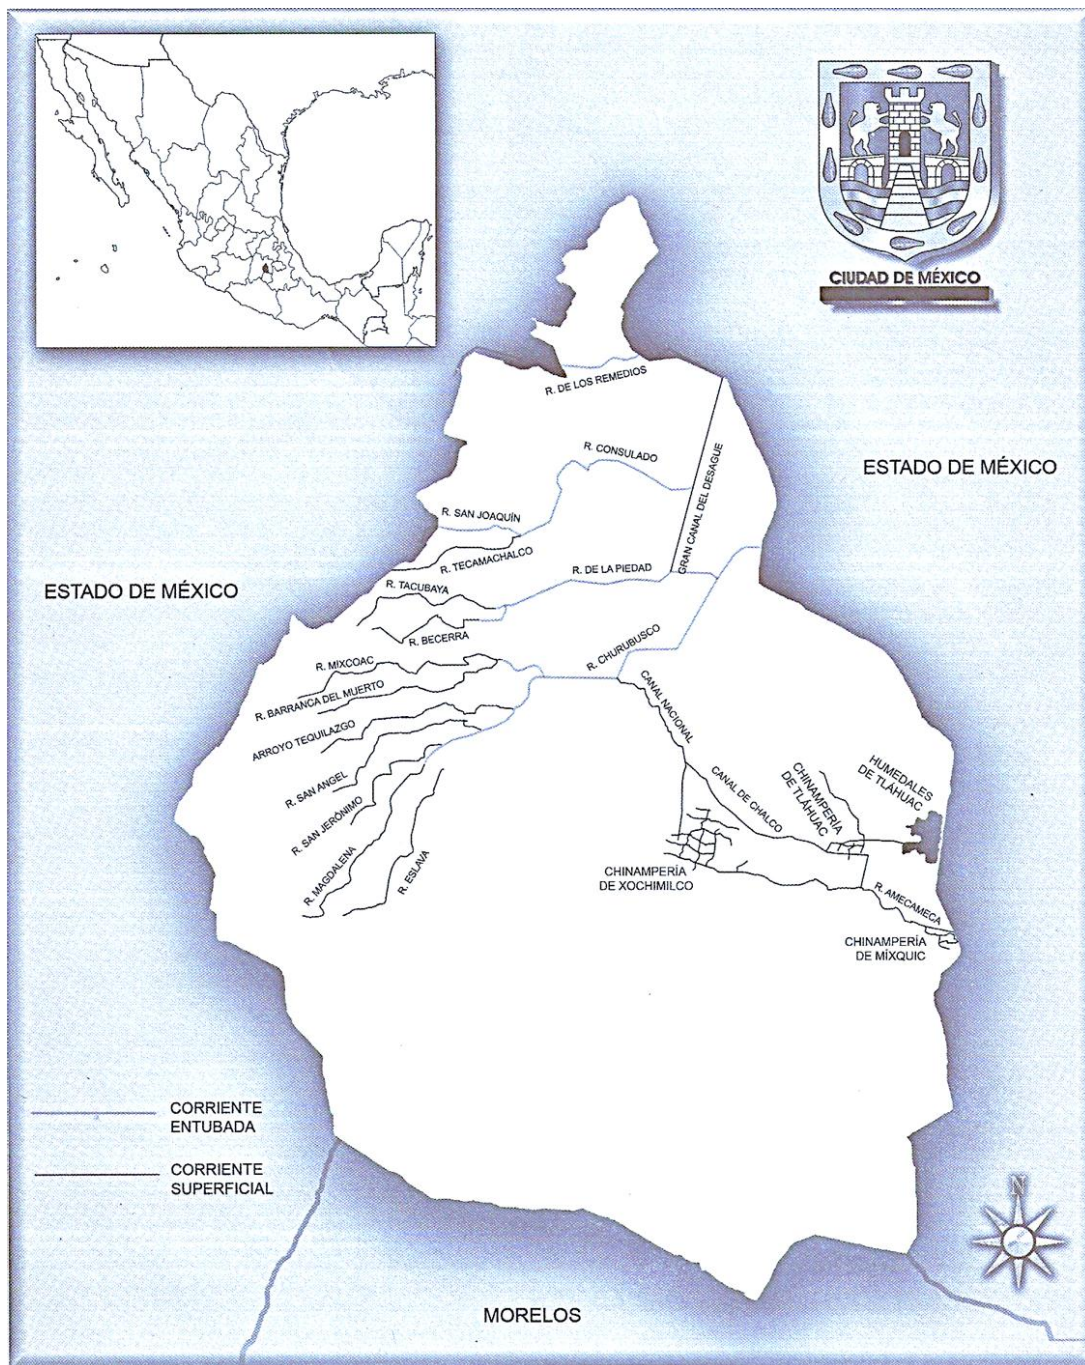 CIUDAD DE MÉXICO
R. DE LOS REMEDIOS
R. CONSULADO
GRAN CANAL DEL DESAGUE
ESTADO DE MÉXICO
R. SAN JOAQUÍN
R. TECAMACHALCO
R. DE LA PIEDAD
R. TACUBAYA
ESTADO DE MÉXICO
R. BECERRA
R. CHURUBUSCO
R. MIXCOAC
R. BARRANCA DEL MUERTO
CANAL NACIONAL
ARROYO TEQUILAZGO
R. SAN ANGEL
R. SAN JERÓNIMO
R. MAGDALENA
R. ESLAVA
CANAL DE CHALCO
CHINAMPERÍA
DE TLÁHUAC
HUMEDALES
DE TLÁHUAC
CHINAMPERÍA
DE XOCHIMILCO
R. AMECAMECA
CHINAMPERÍA
DE MÍXQUIC
CORRIENTE
ENTUBADA
CORRIENTE
SUPERFICIAL
N
MORELOS